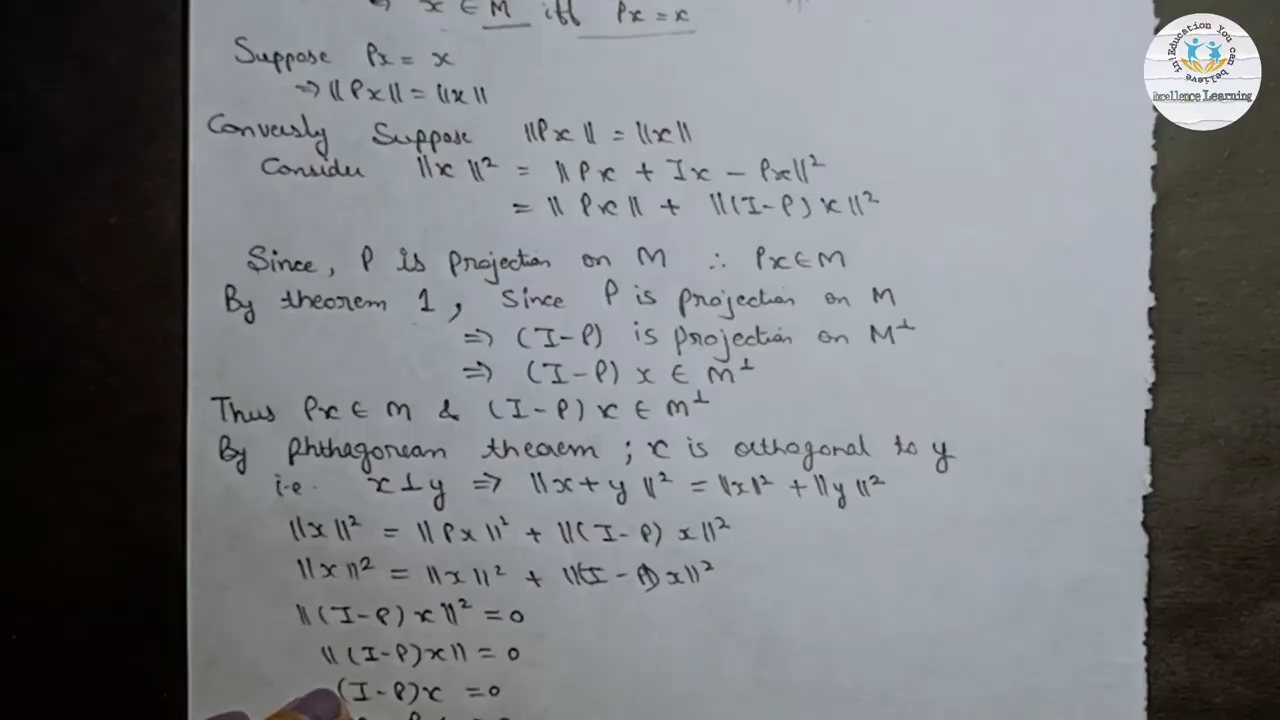 ⇒ x ∈ M iff Px = x
Suppose Px = x
⇒ ||Px|| = ||x||
Conversly Suppose ||Px|| = ||x||
Consider ||x||² = ||Px + Ix - Px||²
= ||Px|| + ||(I-P)x||²
Since, P is projection on M ∴ Px ∈ M
By theorem 1, Since P is projection on M
⇒ (I-P) is projection on M⊥
⇒ (I-P) x ∈ M⊥
Thus Px ∈ M & (I-P) x ∈ M⊥
By phthagorean theorem ; x is orthogonal to y
i.e. x⊥y ⇒ ||x+y||² = ||x||² + ||y||²
||x||² = ||Px||² + ||(I-P) x||²
||x||² = ||x||² + ||(I-P)x||²
||(I-P) x||² = 0
||(I-P)x|| = 0
(I-P)x = 0
Education You can believe in!
Excellence Learning